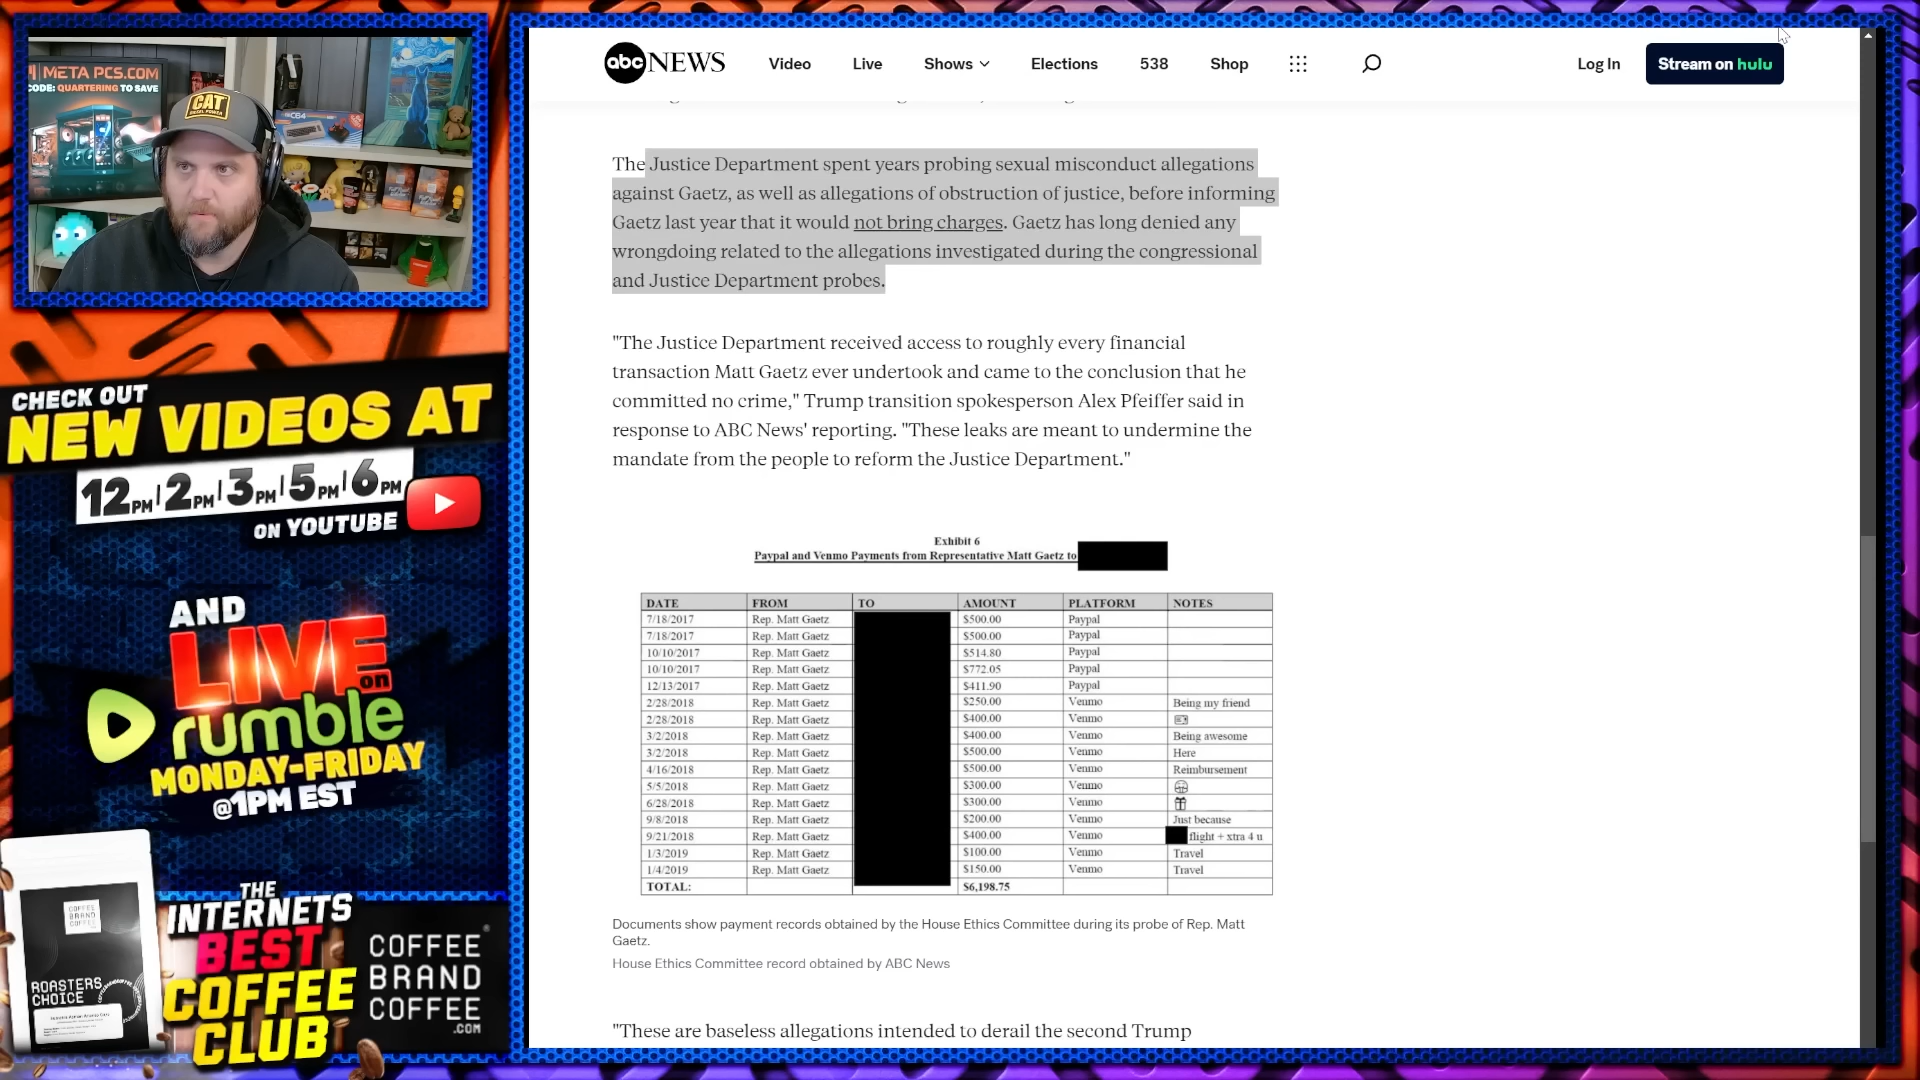 META PCS.COM
CODE: QUARTERING TO SAVE
CAT
DIESEL POWER
C64
CHECK OUT
NEW VIDEOS AT
12PM | 2PM | 3PM | 5PM | 6PM
ON YOUTUBE
AND
LIVE
on
rumble
MONDAY-FRIDAY
@1PM EST
COFFEE
BRAND
COFFEE
ROASTERS
CHOICE
THE
INTERNETS
BEST
COFFEE
CLUB
COFFEE
BRAND
COFFEE
.COM
abc NEWS Video Live Shows Elections 538 Shop Log In Stream on hulu
The Justice Department spent years probing sexual misconduct allegations
against Gaetz, as well as allegations of obstruction of justice, before informing
Gaetz last year that it would not bring charges. Gaetz has long denied any
wrongdoing related to the allegations investigated during the congressional
and Justice Department probes.
"The Justice Department received access to roughly every financial
transaction Matt Gaetz ever undertook and came to the conclusion that he
committed no crime," Trump transition spokesperson Alex Pfeiffer said in
response to ABC News' reporting. "These leaks are meant to undermine the
mandate from the people to reform the Justice Department."
Exhibit 6
Paypal and Venmo Payments from Representative Matt Gaetz to
DATE FROM TO AMOUNT PLATFORM NOTES
7/18/2017 Rep. Matt Gaetz $500.00 Paypal
7/18/2017 Rep. Matt Gaetz $500.00 Paypal
10/10/2017 Rep. Matt Gaetz $514.80 Paypal
10/10/2017 Rep. Matt Gaetz $772.05 Paypal
12/13/2017 Rep. Matt Gaetz $411.90 Paypal
2/28/2018 Rep. Matt Gaetz $250.00 Venmo Being my friend
2/28/2018 Rep. Matt Gaetz $400.00 Venmo
3/2/2018 Rep. Matt Gaetz $400.00 Venmo Being awesome
3/2/2018 Rep. Matt Gaetz $500.00 Venmo Here
4/16/2018 Rep. Matt Gaetz $500.00 Venmo Reimbursement
5/5/2018 Rep. Matt Gaetz $300.00 Venmo
6/28/2018 Rep. Matt Gaetz $300.00 Venmo
9/8/2018 Rep. Matt Gaetz $200.00 Venmo Just because
9/21/2018 Rep. Matt Gaetz $400.00 Venmo flight + xtra 4 u
1/3/2019 Rep. Matt Gaetz $100.00 Venmo Travel
1/4/2019 Rep. Matt Gaetz $150.00 Venmo Travel
TOTAL: $6,198.75
Documents show payment records obtained by the House Ethics Committee during its probe of Rep. Matt
Gaetz.
House Ethics Committee record obtained by ABC News
"These are baseless allegations intended to derail the second Trump